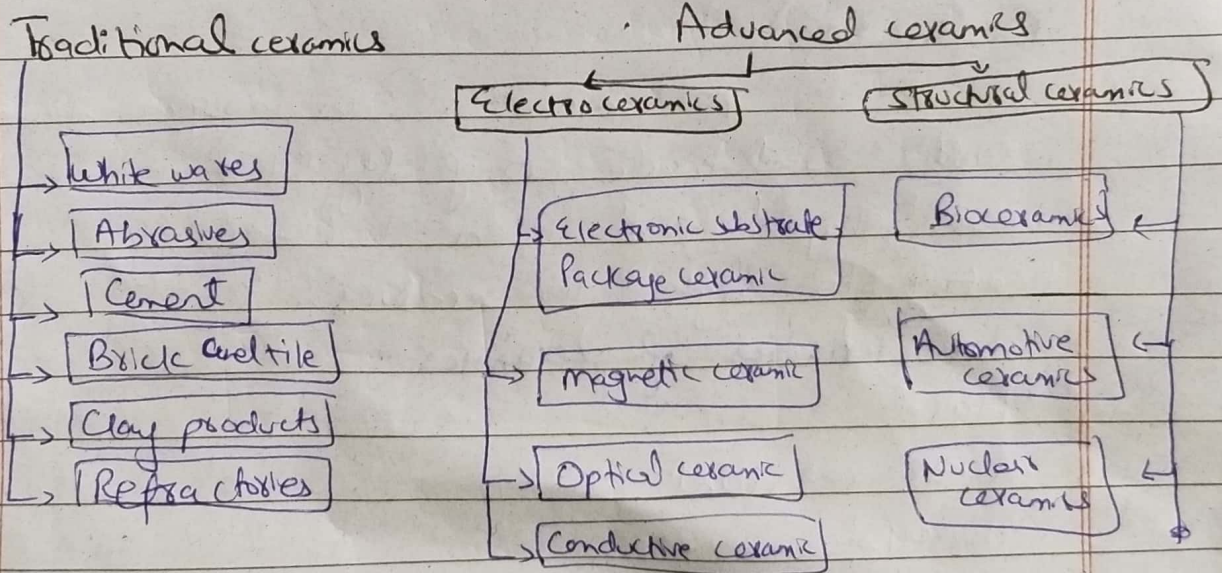 Traditional ceramics
White wares
Abrasives
Cement
Brick and tile
Clay products
Refractories
Advanced ceramics
Electroceramics
Electronic substrate
Package ceramic
magnetic ceramic
Optical ceramic
Conductive ceramic
Structural ceramics
Bioceramics
Automotive
ceramics
Nuclear
ceramics